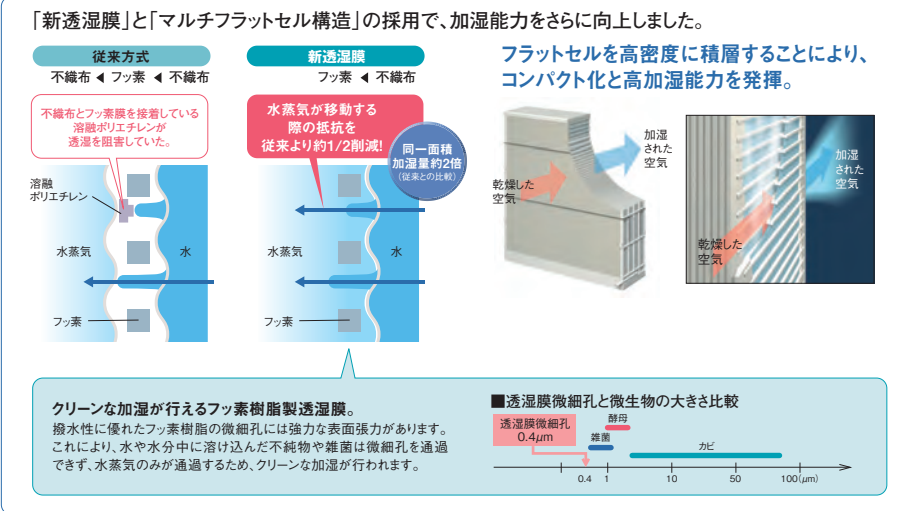 「新透湿膜」と「マルチフラットセル構造」の採用で、加湿能力をさらに向上しました。
従来方式
不織布 ◀ フッ素 ◀ 不織布
不織布とフッ素膜を接着している
溶融ポリエチレンが
透湿を阻害していた。
溶融
ポリエチレン
水蒸気
水
フッ素
新透湿膜
フッ素 ◀ 不織布
水蒸気が移動する
際の抵抗を
従来より約1/2削減!
同一面積
加湿量約2倍
(従来との比較)
水蒸気
水
フッ素
フラットセルを高密度に積層することにより、
コンパクト化と高加湿能力を発揮。
加湿
された
空気
乾燥した
空気
加湿
された
空気
乾燥した
空気
クリーンな加湿が行えるフッ素樹脂製透湿膜。
撥水性に優れたフッ素樹脂の微細孔には強力な表面張力があります。
これにより、水や水分中に溶け込んだ不純物や雑菌は微細孔を通過
できず、水蒸気のみが通過するため、クリーンな加湿が行われます。
■透湿膜微細孔と微生物の大きさ比較
透湿膜微細孔
0.4μm
酵母
雑菌
カビ
0.4 1 10 50 100(μm)